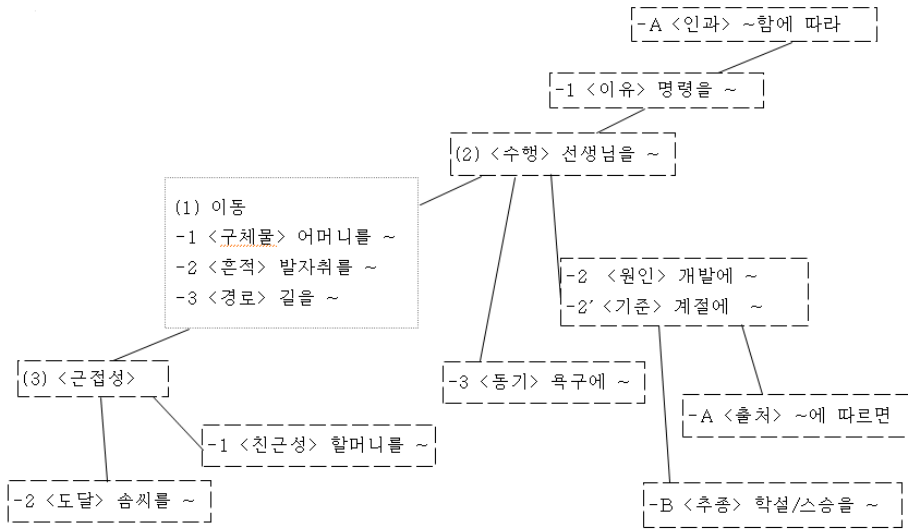 -A <인과> ~함에 따라
-1 <이유> 명령을 ~
(2) <수행> 선생님을 ~
(1) 이동
-1 <구체물> 어머니를 ~
-2 <흔적> 발자취를 ~
-3 <경로> 길을 ~
-2 <원인> 개발에 ~
-2′ <기준> 계절에 ~
(3) <근접성>
-3 <동기> 욕구에 ~
-A <출처> ~에 따르면
-1 <친근성> 할머니를 ~
-2 <도달> 솜씨를 ~
-B <추종> 학설/스승을 ~